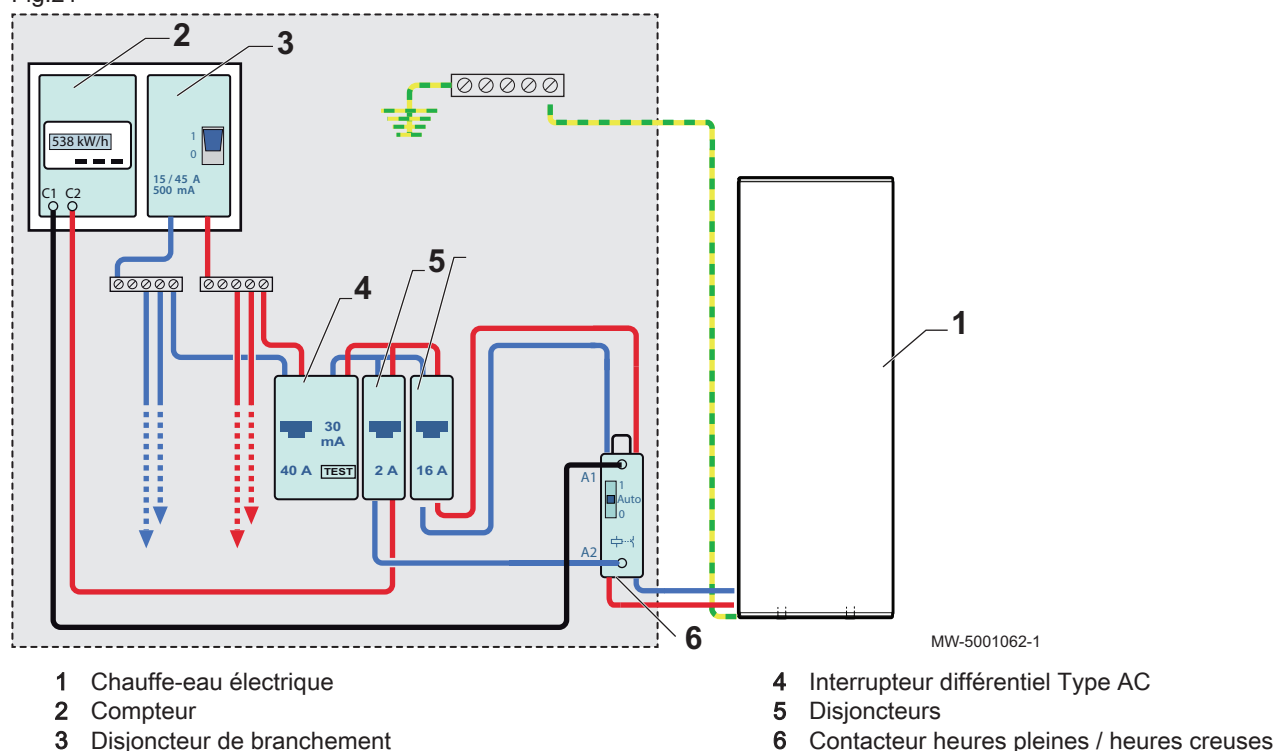 2
3
538 kW/h
1
0
15 / 45 A
500 mA
C1 C2
5
4
1
30
mA
40 A TEST
2 A
16 A
A1
1
Auto
0
A2
6
MW-5001062-1
1 Chauffe-eau électrique
2 Compteur
3 Disjoncteur de branchement
4 Interrupteur différentiel Type AC
5 Disjoncteurs
6 Contacteur heures pleines / heures creuses